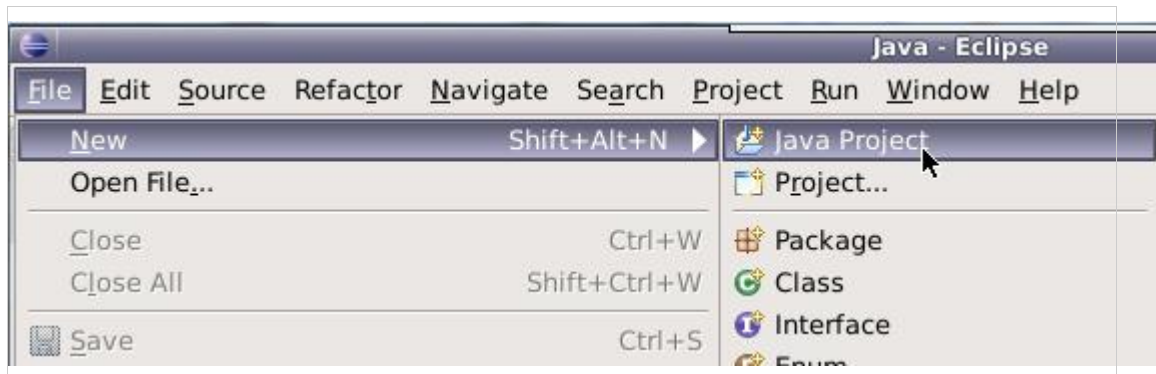 Java - Eclipse
File Edit Source Refactor Navigate Search Project Run Window Help
New Shift+Alt+N Java Project
Open File... Project...
Close Ctrl+W Package
Close All Shift+Ctrl+W Class
Interface
Save Ctrl+S
Enum